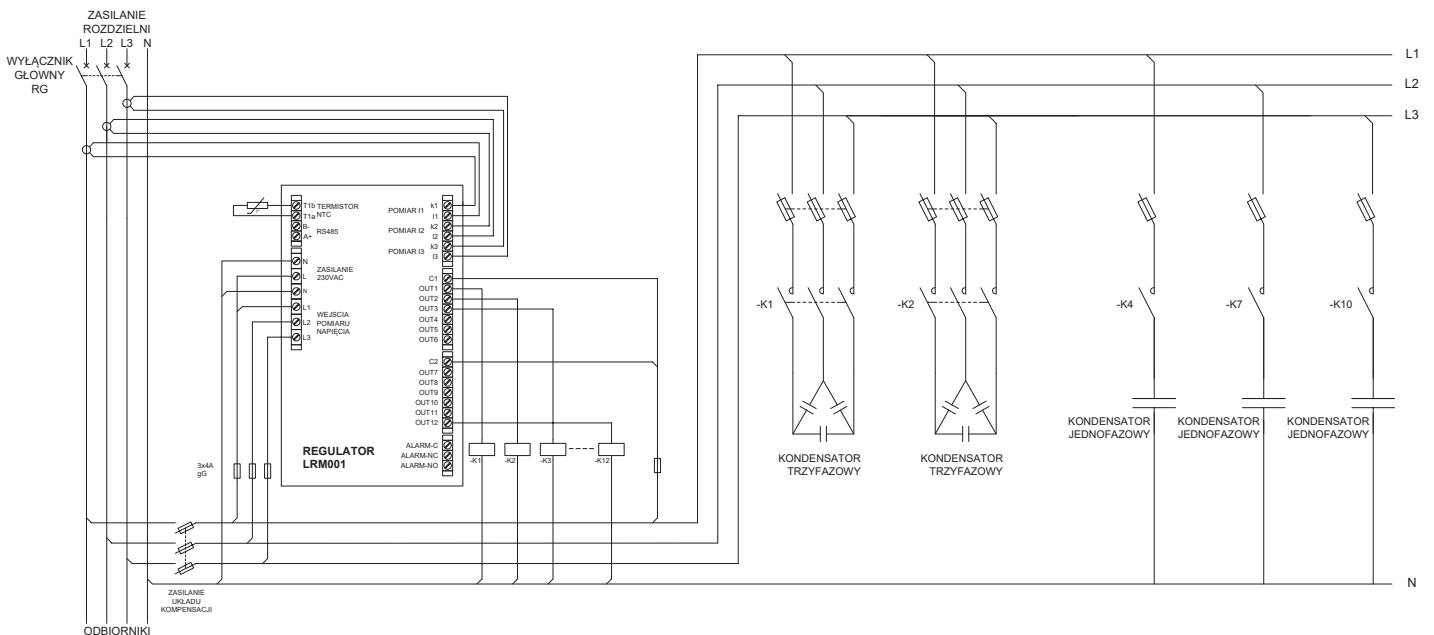 ZASILANIE
ROZDZIELNI
L1 L2 L3 N
WYŁĄCZNIK
GŁOWNY
RG
L1
L2
L3
T1b
T1a
TERMISTOR
NTC
B-
A+
RS485
N
L
ZASILANIE
230VAC
N
L1
L2
L3
WEJSCIA
POMIARU
NAPIĘCIA
POMIAR I1
k1
l1
POMIAR I2
k2
l2
POMIAR I3
k3
l3
C1
OUT1
OUT2
OUT3
OUT4
OUT5
OUT6
C2
OUT7
OUT8
OUT9
OUT10
OUT11
OUT12
ALARM-C
ALARM-NC
ALARM-NO
REGULATOR
LRM001
3x4A
gG
-K1
-K2
-K3
-K12
-K1
-K2
-K4
-K7
-K10
KONDENSATOR
TRZYFAZOWY
KONDENSATOR
TRZYFAZOWY
KONDENSATOR
JEDNOFAZOWY
KONDENSATOR
JEDNOFAZOWY
KONDENSATOR
JEDNOFAZOWY
N
ZASILANIE
UKŁADU
KOMPENSACJI
ODBIORNIKI